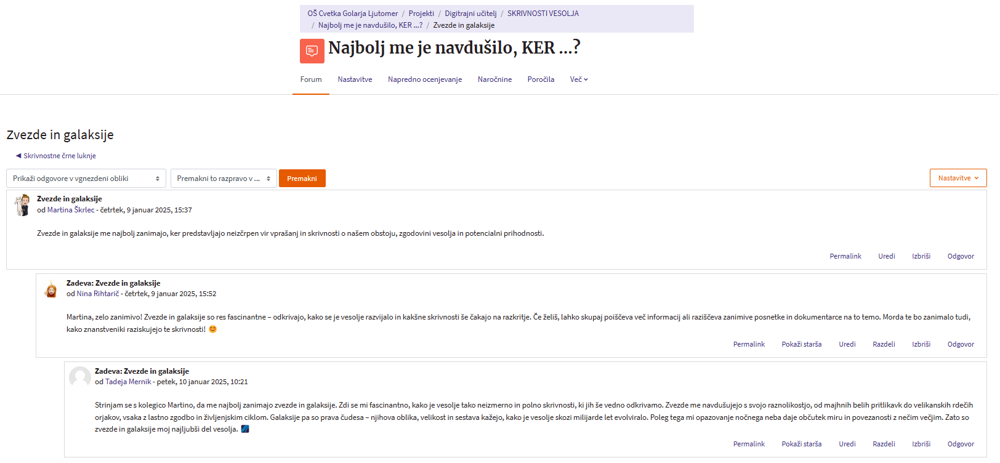 OŠ Cvetka Golarja Ljutomer / Projekti / Digitrajni učitelj / SKRIVNOSTI VESOLJA
/ Najbolj me je navdušilo, KER ...? / Zvezde in galaksije
Najbolj me je navdušilo, KER ...?
Forum Nastavitve Napredno ocenjevanje Naročnine Poročila Več
Zvezde in galaksije
◀ Skrivnostne črne luknje
Prikaži odgovore v vgnezdeni obliki Premakni to razpravo v ... Premakni Nastavitve
Zvezde in galaksije
od Martina Škrlec - četrtek, 9 januar 2025, 15:37
Zvezde in galaksije me najbolj zanimajo, ker predstavljajo neizčrpen vir vprašanj in skrivnosti o našem obstoju, zgodovini vesolja in potencialni prihodnosti.
Permalink Uredi Izbriši Odgovor
Zadeva: Zvezde in galaksije
od Nina Rihtarič - četrtek, 9 januar 2025, 15:52
Martina, zelo zanimivo! Zvezde in galaksije so res fascinantne – odkrivajo, kako se je vesolje razvijalo in kakšne skrivnosti še čakajo na razkritje. Če želiš, lahko skupaj poiščeva več informacij ali raziščeva zanimive posnetke in dokumentarce na to temo. Morda te bo zanimalo tudi,
kako znanstveniki raziskujejo te skrivnosti! 😊
Permalink Pokaži starša Uredi Razdeli Izbriši Odgovor
Zadeva: Zvezde in galaksije
od Tadeja Mernik - petek, 10 januar 2025, 10:21
Strinjam se s kolegico Martino, da me najbolj zanimajo zvezde in galaksije. Zdi se mi fascinantno, kako je vesolje tako neizmerno in polno skrivnosti, ki jih še vedno odkrivamo. Zvezde me navdušujejo s svojo raznolikostjo, od majhnih belih pritlikavk do velikanskih rdečih
orjakov, vsaka z lastno zgodbo in življenjskim ciklom. Galaksije pa so prava čudesa – njihova oblika, velikost in sestava kažejo, kako je vesolje skozi milijarde let evolviralo. Poleg tega mi opazovanje nočnega neba daje občutek miru in povezanosti z nečim večjim. Zato so
zvezde in galaksije moj najljubši del vesolja. 🌌
Permalink Pokaži starša Uredi Razdeli Izbriši Odgovor